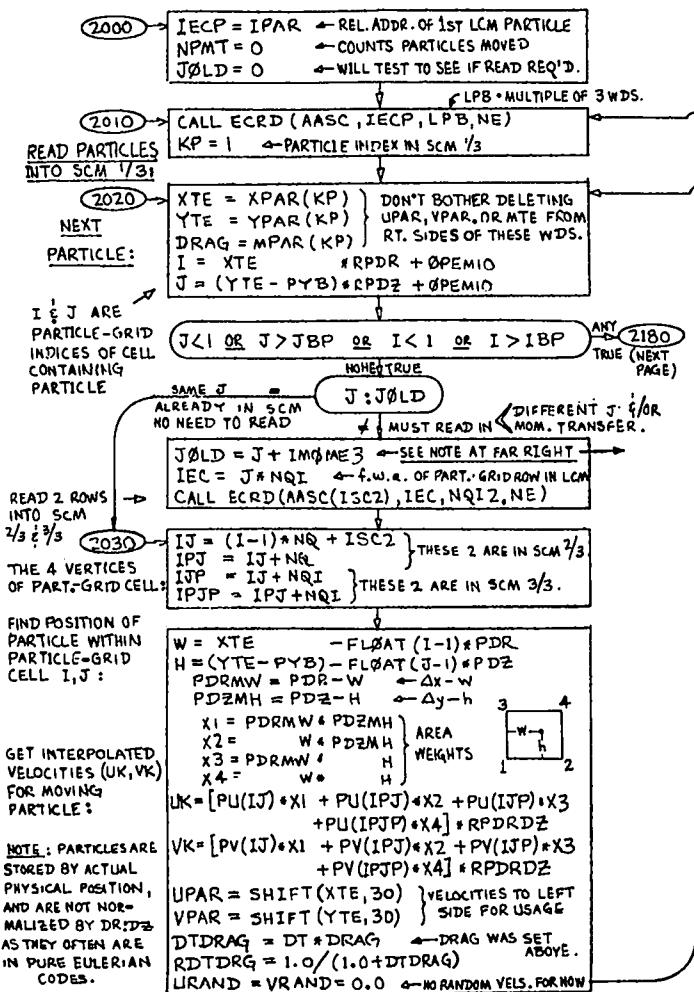 2000
IECP = IPAR ← REL. ADDR. OF 1ST LCM PARTICLE
NPMT = 0 ← COUNTS PARTICLES MOVED
JØLD = 0 ← WILL TEST TO SEE IF READ REQ'D.
LPB = MULTIPLE OF 3 WDS.
2010
CALL ECRD (AASC, IECP, LPB, NE)
KP = 1 ← PARTICLE INDEX IN SCM 1/3
READ PARTICLES
INTO SCM 1/3:
2020
NEXT
PARTICLE:
XTE = XPAR(KP)
YTE = YPAR(KP)
DRAG = MPAR(KP)
DON'T BOTHER DELETING
UPAR, VPAR, OR MTE FROM
RT. SIDES OF THESE WDS.
I = XTE *RPDR + ØPEM10
J = (YTE - PYB)*RPDZ + ØPEM10
I & J ARE
PARTICLE-GRID
INDICES OF CELL
CONTAINING
PARTICLE
J<1 OR J>JBP OR I<1 OR I>IBP
ANY
TRUE
2180
(NEXT
PAGE)
NONE TRUE
J : JØLD
SAME J =
ALREADY IN SCM
NO NEED TO READ
≠ MUST READ IN
DIFFERENT J &/OR
MOM. TRANSFER.
JØLD = J + IMØME3 ← SEE NOTE AT FAR RIGHT
IEC = J*NQI ← f.w.a. OF PART.-GRID ROW IN LCM
CALL ECRD(AASC(ISC2), IEC, NQI2, NE)
READ 2 ROWS
INTO SCM
2/3 & 3/3
2030
IJ = (I-1)*NQ + ISC2
IPJ = IJ+NQ
THESE 2 ARE IN SCM 2/3.
IJP = IJ+NQI
IPJP = IPJ+NQI
THESE 2 ARE IN SCM 3/3.
THE 4 VERTICES
OF PART.-GRID CELL:
FIND POSITION OF
PARTICLE WITHIN
PARTICLE-GRID
CELL I,J :
W = XTE - FLØAT (I-1)*PDR
H = (YTE-PYB) - FLØAT (J-1)*PDZ
PDRMW = PDR-W ← Δx-w
PDZMH = PDZ-H ← Δy-h
X1 = PDRMW * PDZMH
X2 = W * PDZMH
X3 = PDRMW * H
X4 = W * H
AREA
WEIGHTS
3 4
W
h
1 2
GET INTERPOLATED
VELOCITIES (UK,VK)
FOR MOVING
PARTICLE:
UK=[PU(IJ)*X1 + PU(IPJ)*X2 + PU(IJP)*X3
+PU(IPJP)*X4] * RPDRDZ
VK=[PV(IJ)*X1 + PV(IPJ)*X2 + PV(IJP)*X3
+PV(IPJP)*X4] * RPDRDZ
UPAR = SHIFT (XTE, 30)
VPAR = SHIFT (YTE, 30)
VELOCITIES TO LEFT
SIDE FOR USAGE
DTDRAG = DT * DRAG ← DRAG WAS SET
ABOVE.
RDTDRG = 1.0/(1.0+DTDRAG)
URAND = VRAND = 0.0 ← NO RANDOM VELS. FOR NOW
NOTE: PARTICLES ARE
STORED BY ACTUAL
PHYSICAL POSITION,
AND ARE NOT NOR-
MALIZED BY DR:DZ
AS THEY OFTEN ARE
IN PURE EULERIAN
CODES.